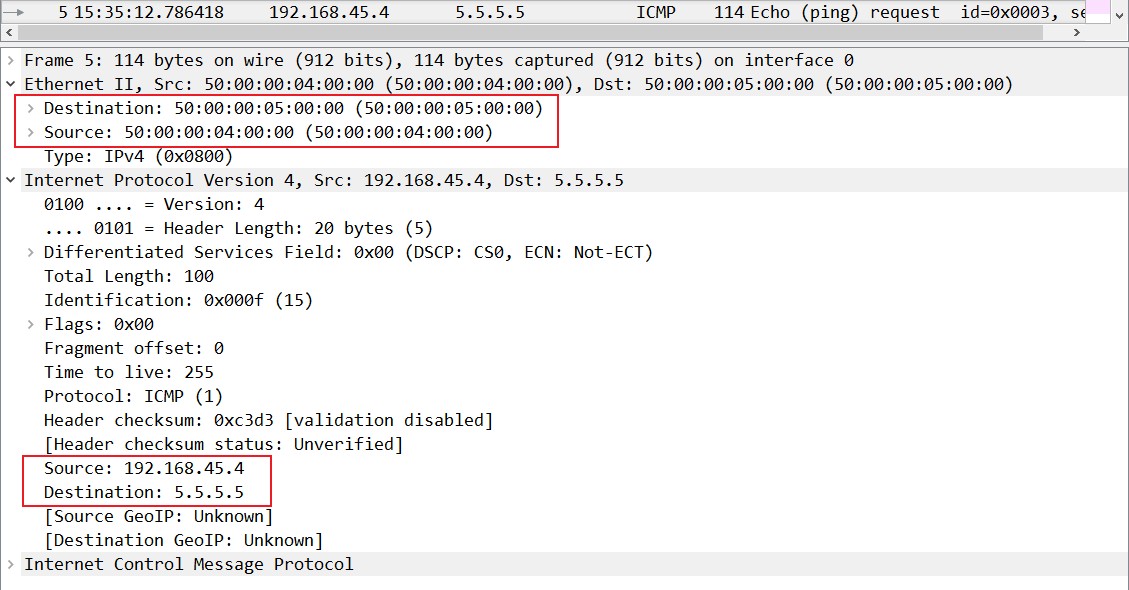 5 15:35:12.786418 192.168.45.4 5.5.5.5 ICMP 114 Echo (ping) request id=0x0003,
Frame 5: 114 bytes on wire (912 bits), 114 bytes captured (912 bits) on interface 0
Ethernet II, Src: 50:00:00:04:00:00 (50:00:00:04:00:00), Dst: 50:00:00:05:00:00 (50:00:00:05:00:00)
Destination: 50:00:00:05:00:00 (50:00:00:05:00:00)
Source: 50:00:00:04:00:00 (50:00:00:04:00:00)
Type: IPv4 (0x0800)
Internet Protocol Version 4, Src: 192.168.45.4, Dst: 5.5.5.5
0100 .... = Version: 4
.... 0101 = Header Length: 20 bytes (5)
Differentiated Services Field: 0x00 (DSCP: CS0, ECN: Not-ECT)
Total Length: 100
Identification: 0x000f (15)
Flags: 0x00
Fragment offset: 0
Time to live: 255
Protocol: ICMP (1)
Header checksum: 0xc3d3 [validation disabled]
[Header checksum status: Unverified]
Source: 192.168.45.4
Destination: 5.5.5.5
[Source GeoIP: Unknown]
[Destination GeoIP: Unknown]
Internet Control Message Protocol